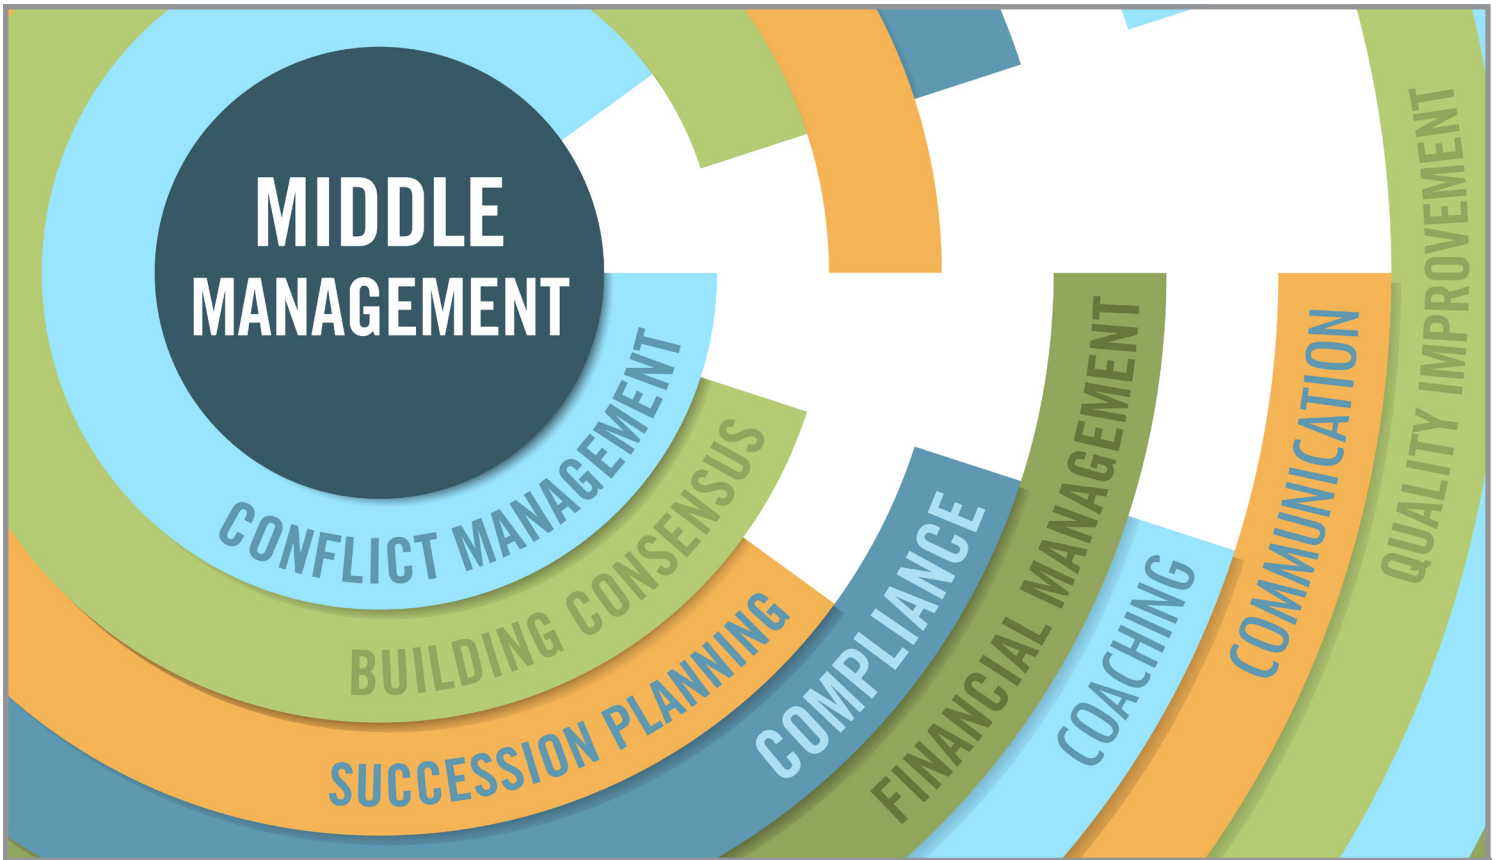 MIDDLE
MANAGEMENT
CONFLICT MANAGEMENT
BUILDING CONSENSUS
SUCCESSION PLANNING
COMPLIANCE
FINANCIAL MANAGEMENT
COACHING
COMMUNICATION
QUALITY IMPROVEMENT